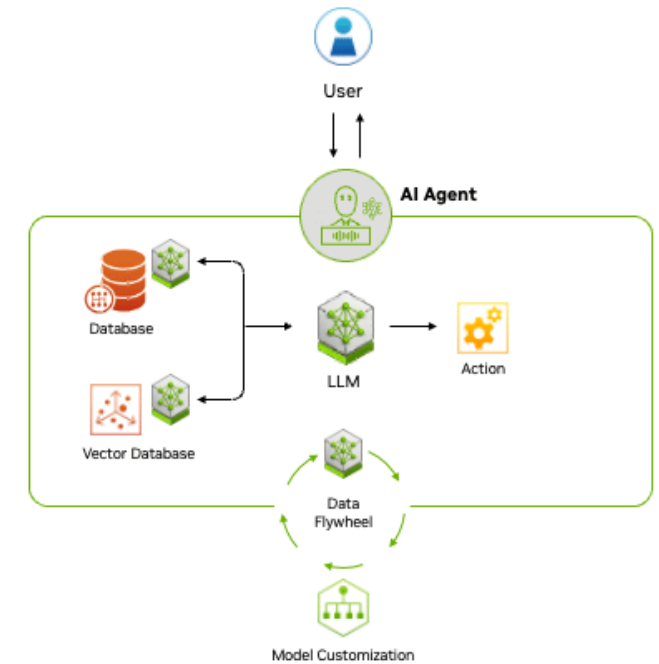 User
AI Agent
Database
LLM
Action
Vector Database
Data
Flywheel
Model Customization